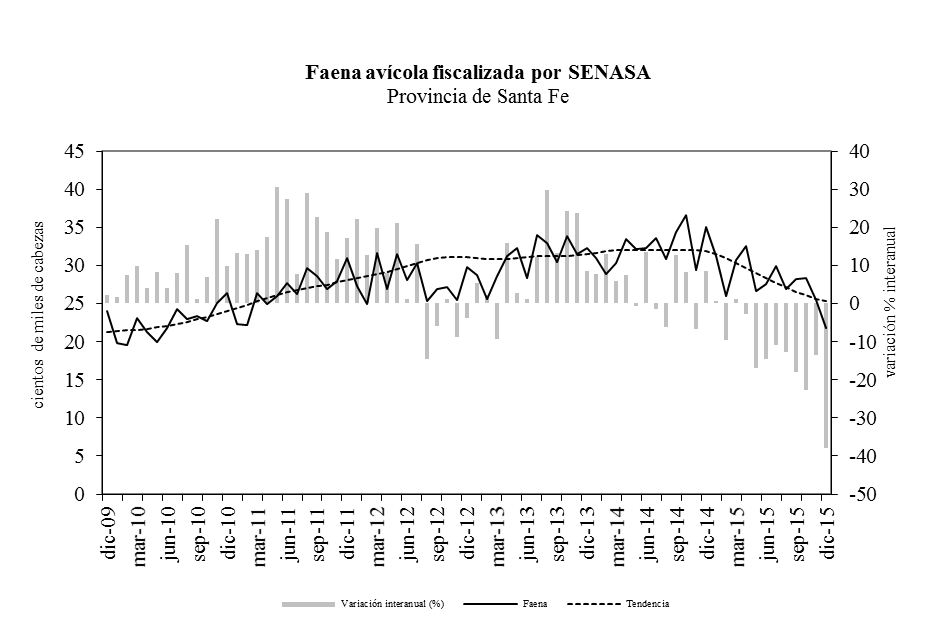 Faena avícola fiscalizada por SENASA
Provincia de Santa Fe
cientos de miles de cabezas
45
40
35
30
25
20
15
10
5
0
variación % interanual
40
30
20
10
0
-10
-20
-30
-40
-50
dic-09
mar-10
jun-10
sep-10
dic-10
mar-11
jun-11
sep-11
dic-11
mar-12
jun-12
sep-12
dic-12
mar-13
jun-13
sep-13
dic-13
mar-14
jun-14
sep-14
dic-14
mar-15
jun-15
sep-15
dic-15
Variación interanual (%) Faena Tendencia